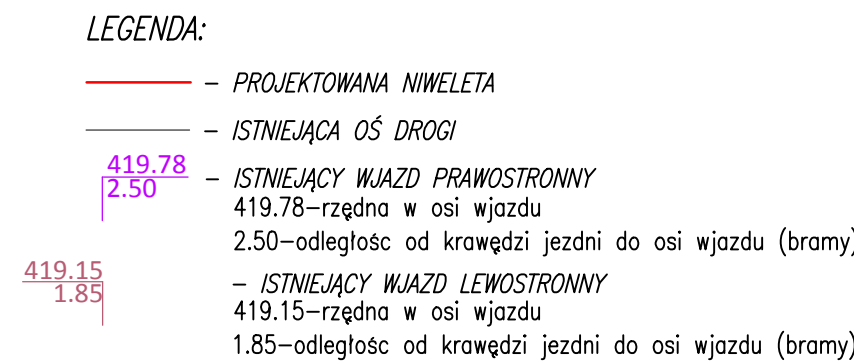 LEGENDA:
– PROJEKTOWANA NIWELETA
– ISTNIEJĄCA OŚ DROGI
419.78
2.50
– ISTNIEJĄCY WJAZD PRAWOSTRONNY
419.78–rzędna w osi wjazdu
2.50–odległośc od krawędzi jezdni do osi wjazdu (bramy)
419.15
1.85
– ISTNIEJĄCY WJAZD LEWOSTRONNY
419.15–rzędna w osi wjazdu
1.85–odległośc od krawędzi jezdni do osi wjazdu (bramy)